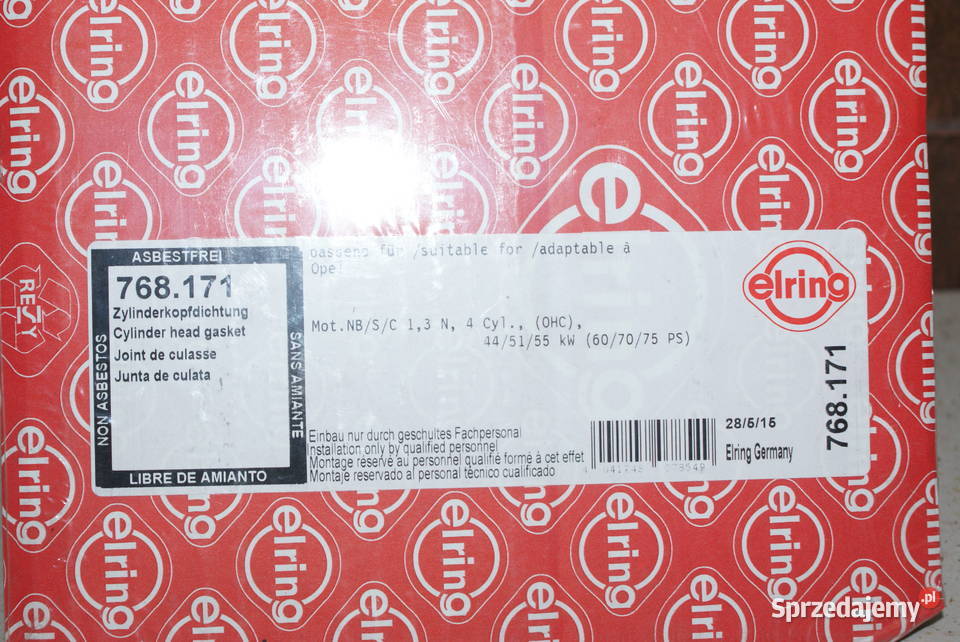 elring
RESY
ASBESTFREI
NON ASBESTOS
SANS AMIANTE
LIBRE DE AMIANTO
768.171
Zylinderkopfdichtung
Cylinder head gasket
Joint de culasse
Junta de culata
passend für /suitable for /adaptable à
Opel
Mot.NB/S/C 1,3 N, 4 Cyl., (OHC),
44/51/55 kW (60/70/75 PS)
elring
768.171
Einbau nur durch geschultes Fachpersonal
Installation only by qualified personnel
Montage réservé au personnel qualifié formé à cet effet
Montaje reservado al personal técnico cualificado
28/5/15
Elring Germany
Sprzedajemy.pl